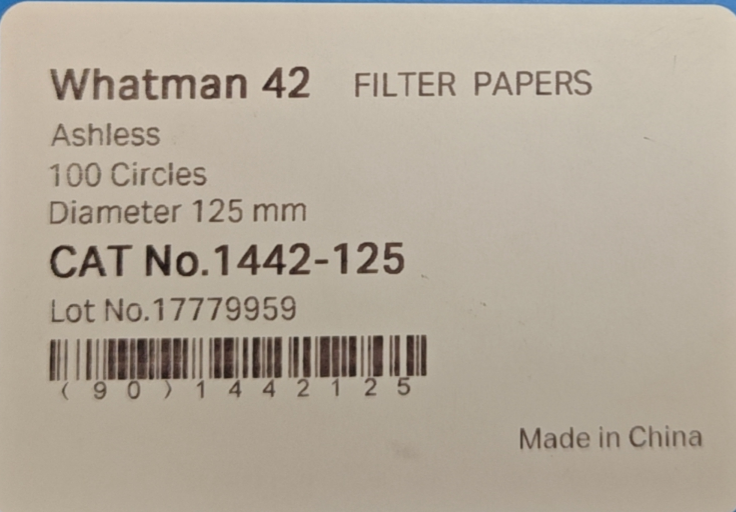 Whatman 42 FILTER PAPERS
Ashless
100 Circles
Diameter 125 mm
CAT No.1442-125
Lot No.17779959
(90)1442125
Made in China